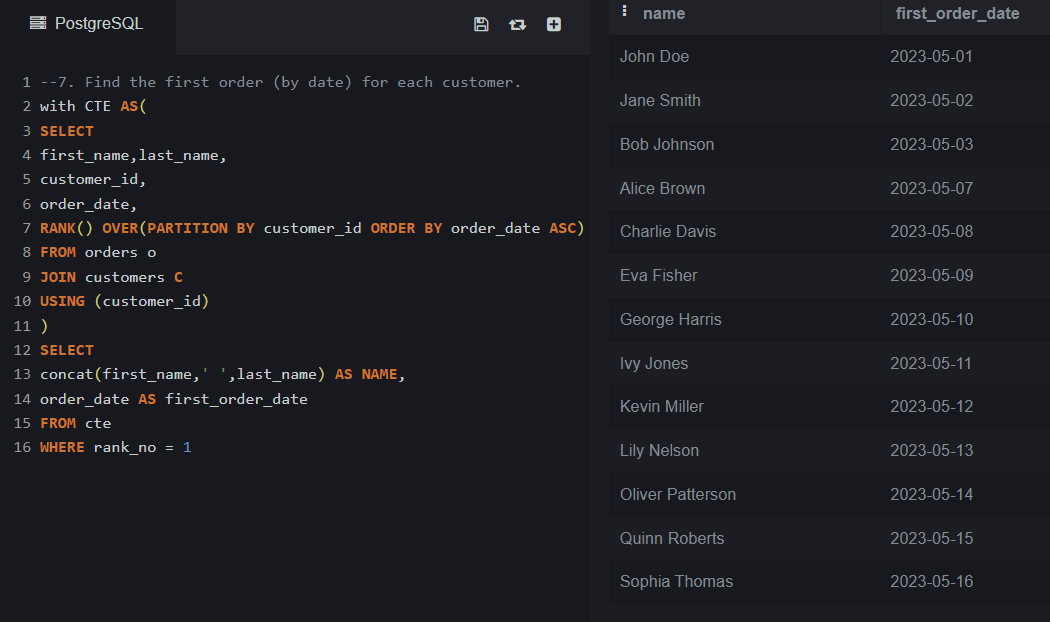 PostgreSQL
1 --7. Find the first order (by date) for each customer.
2 with CTE AS(
3 SELECT
4 first_name,last_name,
5 customer_id,
6 order_date,
7 RANK() OVER(PARTITION BY customer_id ORDER BY order_date ASC)
8 FROM orders o
9 JOIN customers C
10 USING (customer_id)
11 )
12 SELECT
13 concat(first_name,' ',last_name) AS NAME,
14 order_date AS first_order_date
15 FROM cte
16 WHERE rank_no = 1
name first_order_date
John Doe 2023-05-01
Jane Smith 2023-05-02
Bob Johnson 2023-05-03
Alice Brown 2023-05-07
Charlie Davis 2023-05-08
Eva Fisher 2023-05-09
George Harris 2023-05-10
Ivy Jones 2023-05-11
Kevin Miller 2023-05-12
Lily Nelson 2023-05-13
Oliver Patterson 2023-05-14
Quinn Roberts 2023-05-15
Sophia Thomas 2023-05-16